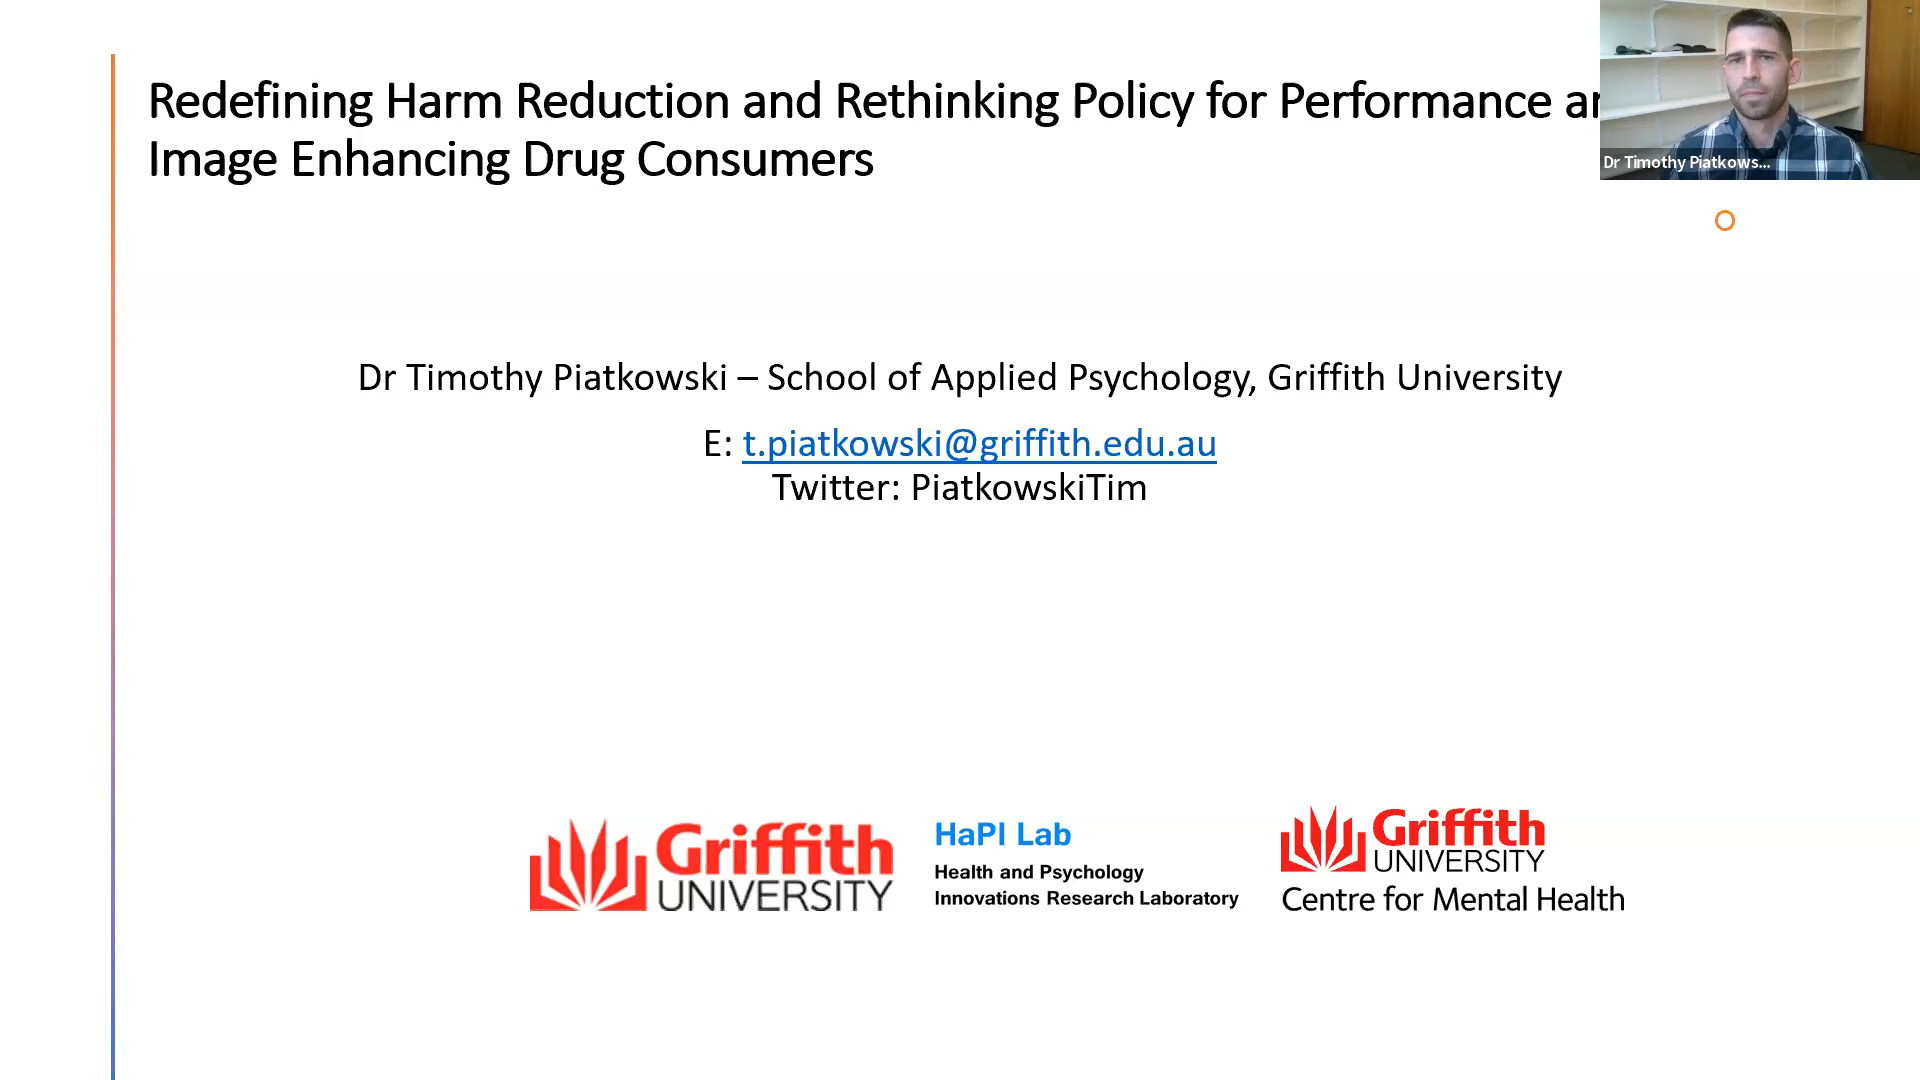 Redefining Harm Reduction and Rethinking Policy for Performance
Image Enhancing Drug Consumers
Dr Timothy Piatkows...
Dr Timothy Piatkowski – School of Applied Psychology, Griffith University
E: t.piatkowski@griffith.edu.au
Twitter: PiatkowskiTim
Griffith
UNIVERSITY
HaPI Lab
Health and Psychology
Innovations Research Laboratory
Griffith
UNIVERSITY
Centre for Mental Health